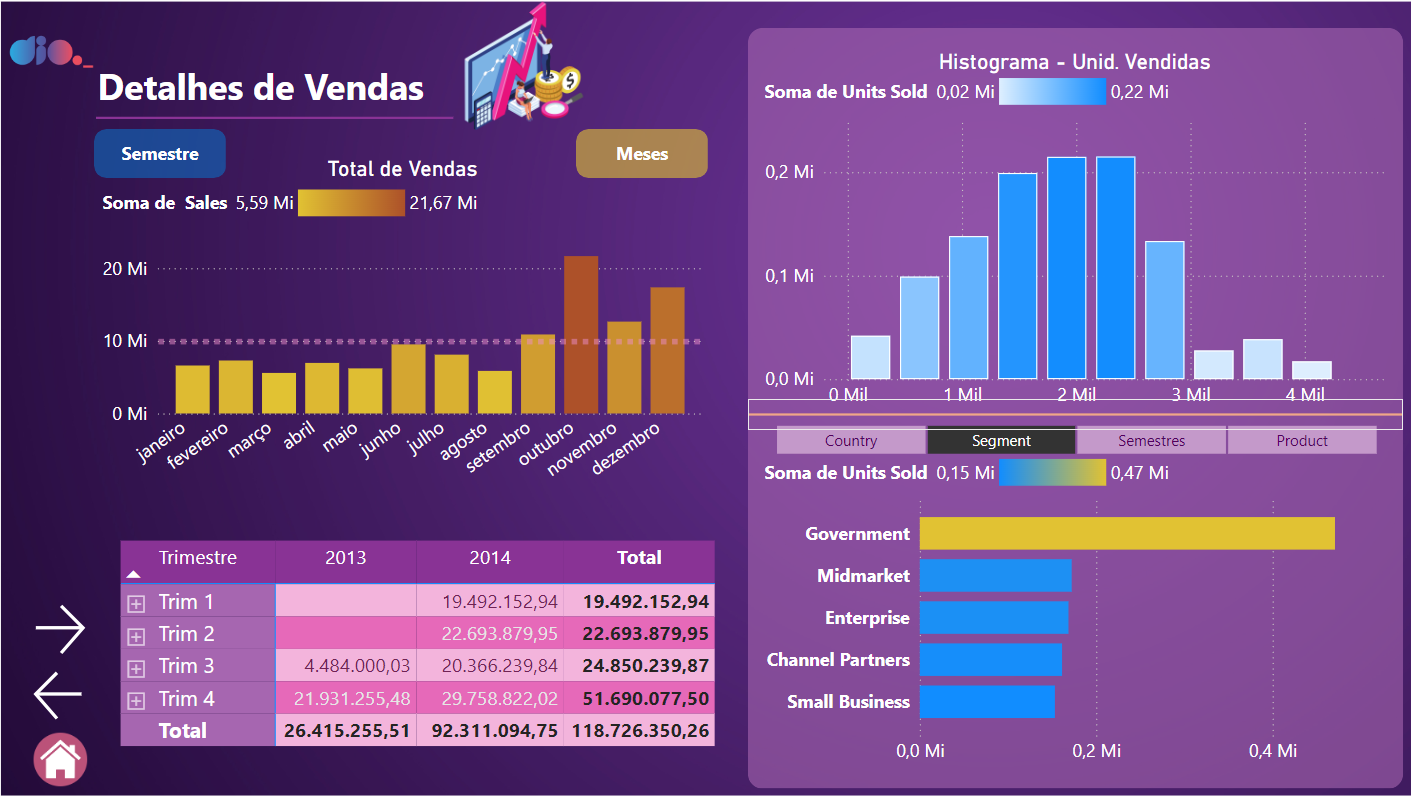 dio._
Detalhes de Vendas
Semestre
Meses
Total de Vendas
Soma de Sales 5,59 Mi 21,67 Mi
20 Mi
10 Mi
0 Mi
janeiro
fevereiro
março
abril
maio
junho
julho
agosto
setembro
outubro
novembro
dezembro
Trimestre 2013 2014 Total
Trim 1 19.492.152,94 19.492.152,94
Trim 2 22.693.879,95 22.693.879,95
Trim 3 4.484.000,03 20.366.239,84 24.850.239,87
Trim 4 21.931.255,48 29.758.822,02 51.690.077,50
Total 26.415.255,51 92.311.094,75 118.726.350,26
Histograma - Unid. Vendidas
Soma de Units Sold 0,02 Mi 0,22 Mi
0,2 Mi
0,1 Mi
0,0 Mi
0 Mil 1 Mil 2 Mil 3 Mil 4 Mil
Country Segment Semestres Product
Soma de Units Sold 0,15 Mi 0,47 Mi
Government
Midmarket
Enterprise
Channel Partners
Small Business
0,0 Mi 0,2 Mi 0,4 Mi